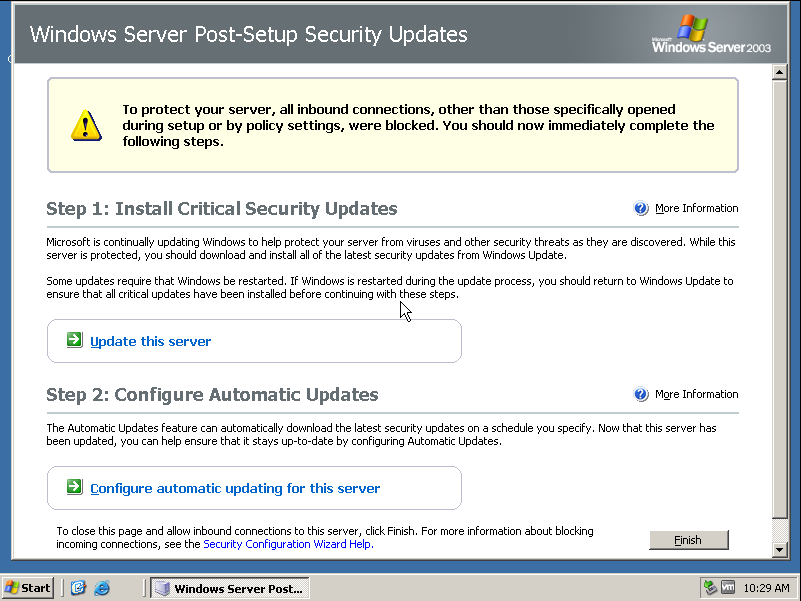 Windows Server Post-Setup Security Updates
Microsoft
Windows Server 2003
To protect your server, all inbound connections, other than those specifically opened
during setup or by policy settings, were blocked. You should now immediately complete the
following steps.
Step 1: Install Critical Security Updates
More Information
Microsoft is continually updating Windows to help protect your server from viruses and other security threats as they are discovered. While this
server is protected, you should download and install all of the latest security updates from Windows Update.
Some updates require that Windows be restarted. If Windows is restarted during the update process, you should return to Windows Update to
ensure that all critical updates have been installed before continuing with these steps.
Update this server
Step 2: Configure Automatic Updates
More Information
The Automatic Updates feature can automatically download the latest security updates on a schedule you specify. Now that this server has
been updated, you can help ensure that it stays up-to-date by configuring Automatic Updates.
Configure automatic updating for this server
To close this page and allow inbound connections to this server, click Finish. For more information about blocking
incoming connections, see the Security Configuration Wizard Help.
Finish
Start
Windows Server Post...
vm
10:29 AM